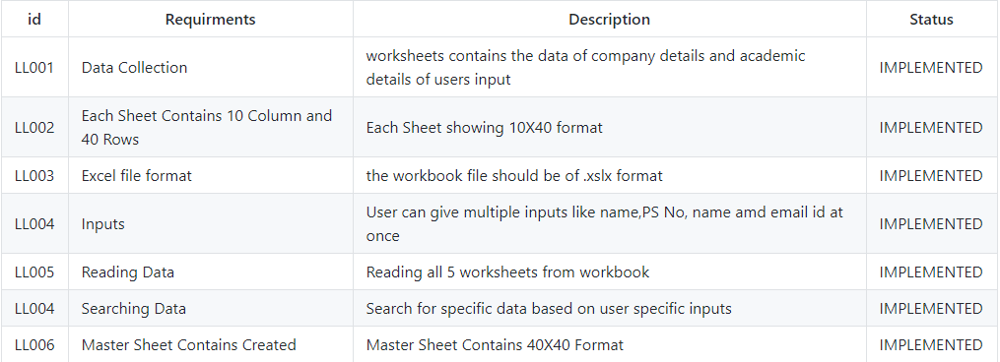 id Requirments Description Status
LL001 Data Collection worksheets contains the data of company details and academic details of users input IMPLEMENTED
LL002 Each Sheet Contains 10 Column and 40 Rows Each Sheet showing 10X40 format IMPLEMENTED
LL003 Excel file format the workbook file should be of .xslx format IMPLEMENTED
LL004 Inputs User can give multiple inputs like name,PS No, name amd email id at once IMPLEMENTED
LL005 Reading Data Reading all 5 worksheets from workbook IMPLEMENTED
LL004 Searching Data Search for specific data based on user specific inputs IMPLEMENTED
LL006 Master Sheet Contains Created Master Sheet Contains 40X40 Format IMPLEMENTED